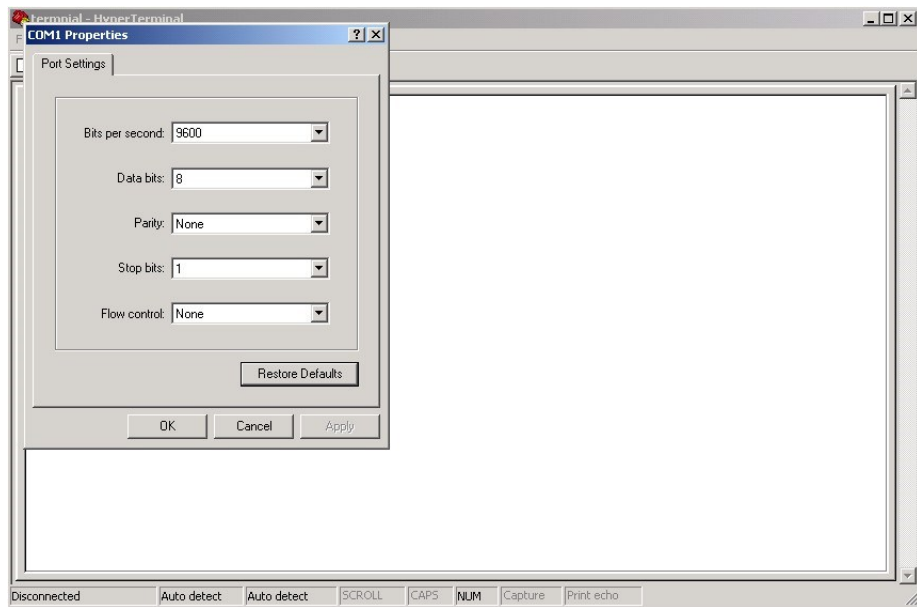 termpial - HyperTerminal
COM1 Properties
F
Port Settings
Bits per second: 9600
Data bits: 8
Parity: None
Stop bits: 1
Flow control: None
Restore Defaults
OK Cancel Apply
Disconnected Auto detect Auto detect SCROLL CAPS NUM Capture Print echo